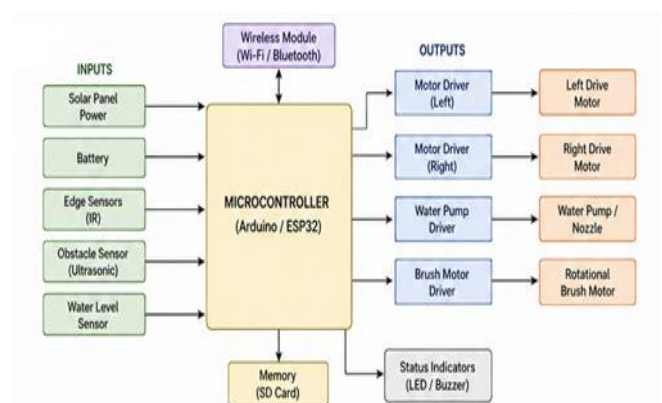 Wireless Module
(Wi-Fi / Bluetooth)
INPUTS
OUTPUTS
Solar Panel
Power
Battery
Edge Sensors
(IR)
Obstacle Sensor
(Ultrasonic)
Water Level
Sensor
MICROCONTROLLER
(Arduino / ESP32)
Motor Driver
(Left)
Left Drive
Motor
Motor Driver
(Right)
Right Drive
Motor
Water Pump
Driver
Water Pump /
Nozzle
Brush Motor
Driver
Rotational
Brush Motor
Memory
(SD Card)
Status Indicators
(LED / Buzzer)